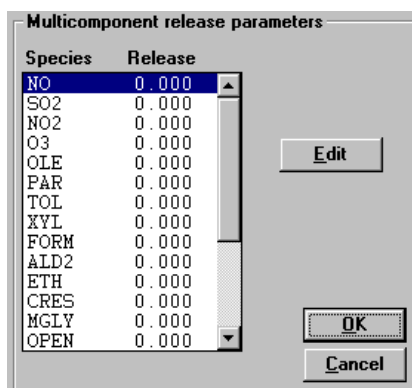 Multicomponent release parameters
Species Release
NO 0.000
SO2 0.000
NO2 0.000
O3 0.000
OLE 0.000
PAR 0.000
TOL 0.000
XYL 0.000
FORM 0.000
ALD2 0.000
ETH 0.000
CRES 0.000
MGLY 0.000
OPEN 0.000
Edit
OK
Cancel